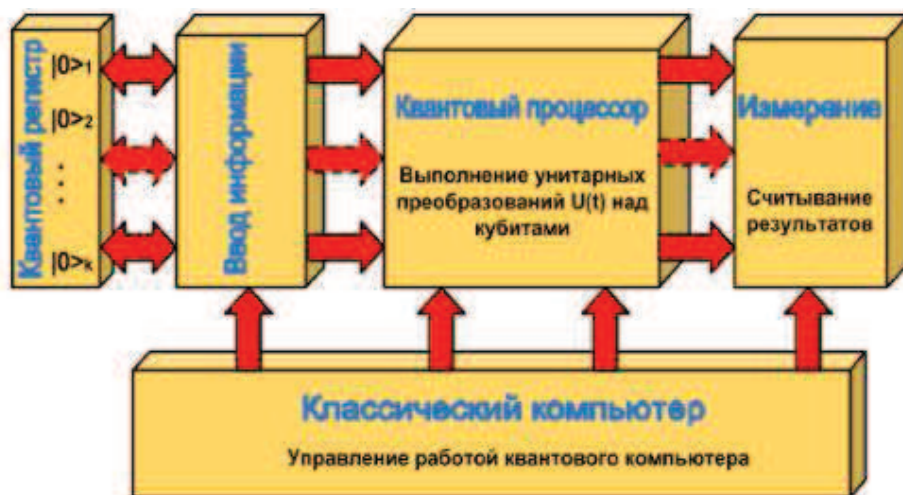 Квантовый регистр
|0>1
|0>2
|0>k
Ввод информации
Квантовый процессор
Выполнение унитарных
преобразований U(t) над
кубитами
Измерение
Считывание
результатов
Классический компьютер
Управление работой квантового компьютера